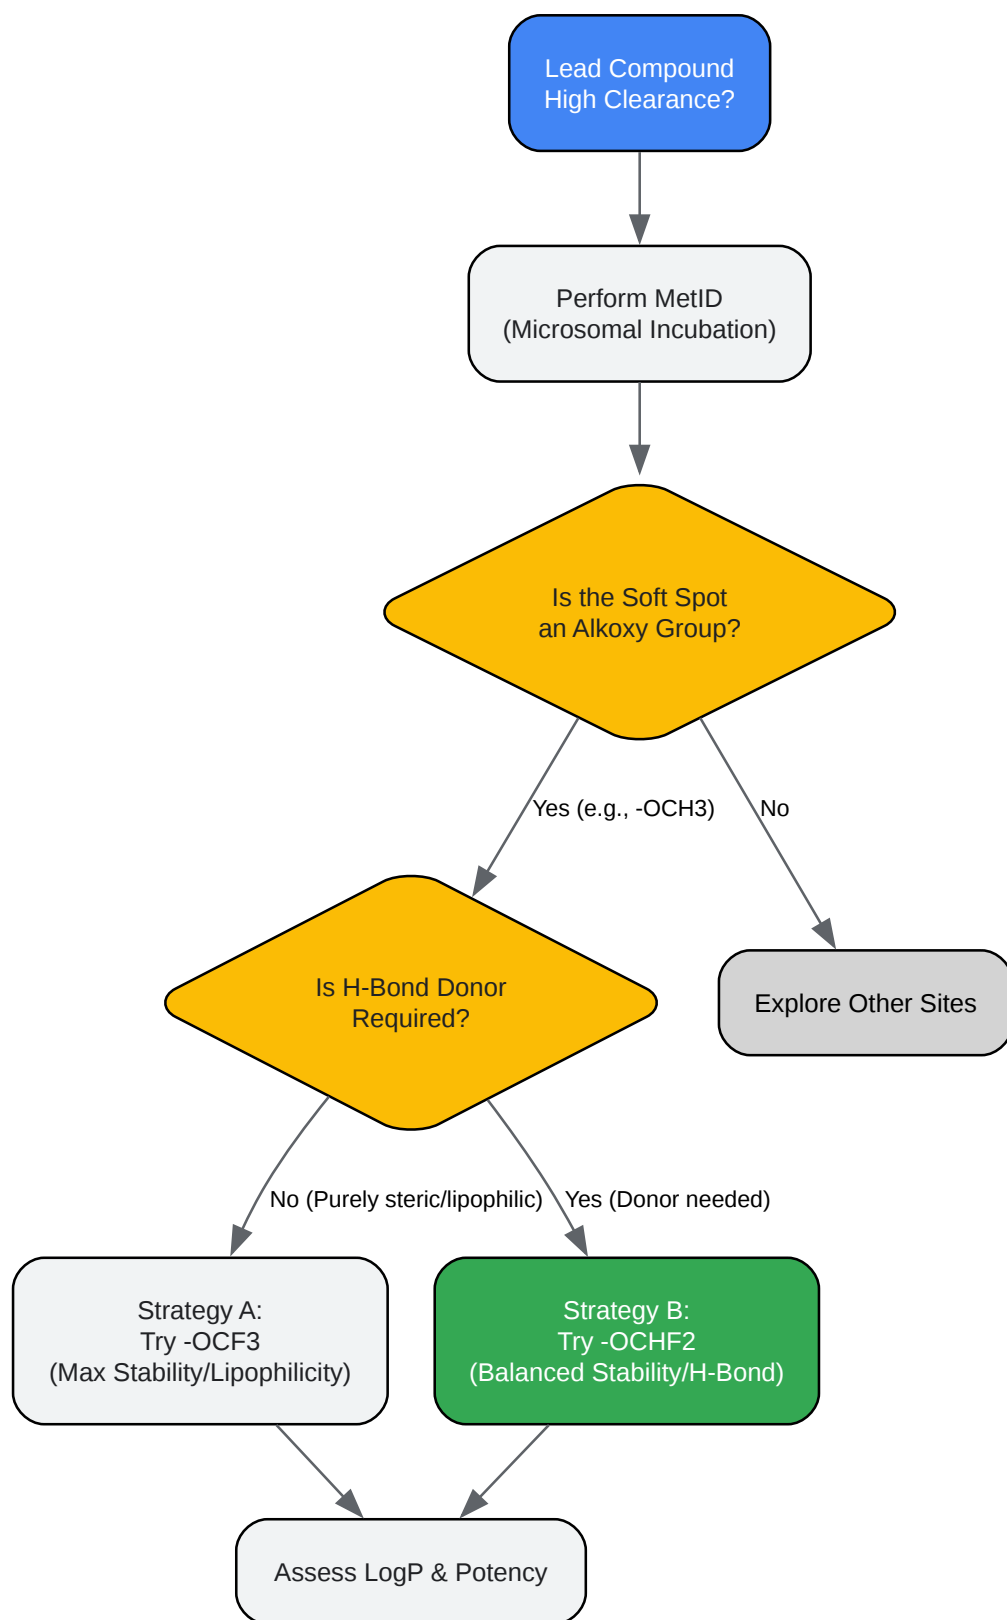 Lead Compound
High Clearance?
Perform MetID
(Microsomal Incubation)
Is the Soft Spot
an Alkoxy Group?
Yes (e.g., -OCH3)
No
Is H-Bond Donor
Required?
Explore Other Sites
No (Purely steric/lipophilic)
Yes (Donor needed)
Strategy A:
Try -OCF3
(Max Stability/Lipophilicity)
Strategy B:
Try -OCHF2
(Balanced Stability/H-Bond)
Assess LogP & Potency